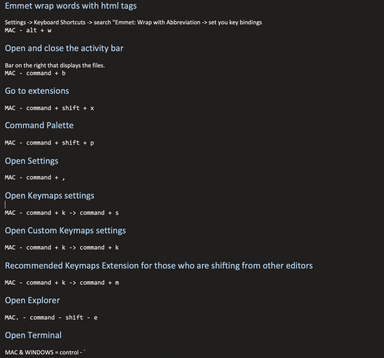 Emmet wrap words with html tags
Settings -> Keyboard Shortcuts -> search "Emmet: Wrap with Abbreviation -> set you key bindings
MAC - alt + w
Open and close the activity bar
Bar on the right that displays the files.
MAC - command + b
Go to extensions
MAC - command + shift + x
Command Palette
MAC - command + shift + p
Open Settings
MAC - command + ,
Open Keymaps settings
MAC - command + k -> command + s
Open Custom Keymaps settings
MAC - command + k -> command + k
Recommended Keymaps Extension for those who are shifting from other editors
MAC - command + k -> command + m
Open Explorer
MAC. - command - shift - e
Open Terminal
MAC & WINDOWS = control - `